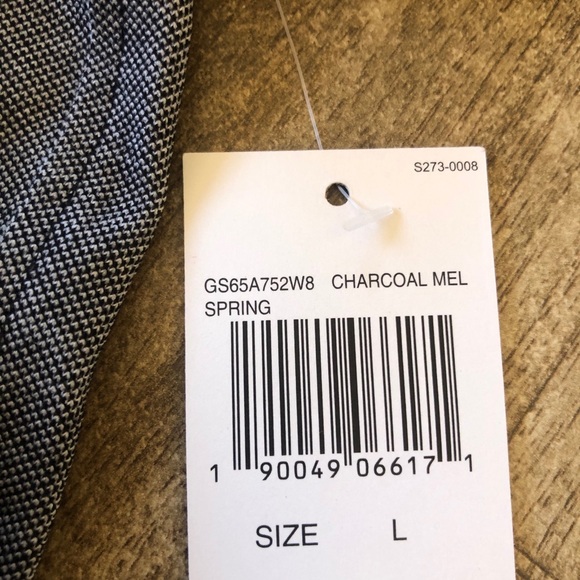 S273-0008
GS65A752W8 CHARCOAL MEL
SPRING
1 90049 06617 1
SIZE L